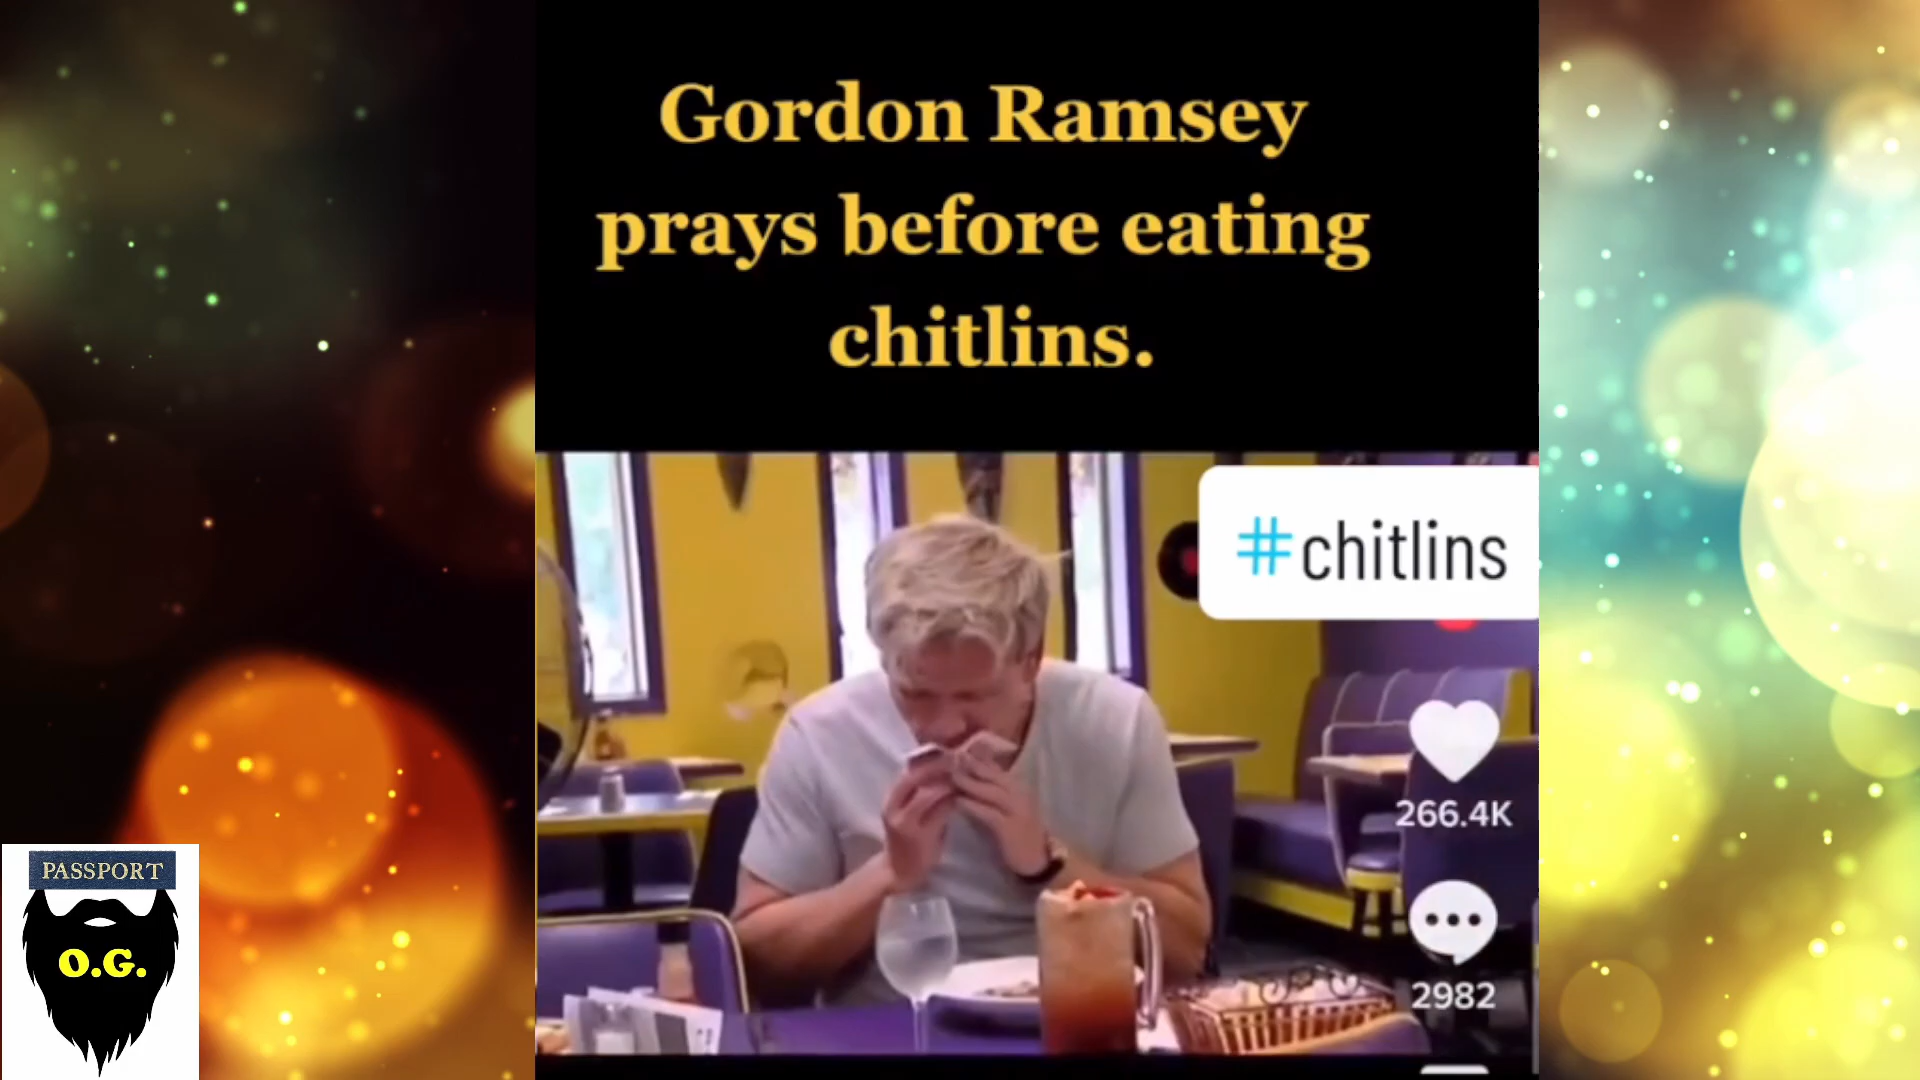 Gordon Ramsey
prays before eating
chitlins.
#chitlins
266.4K
2982
PASSPORT
O.G.